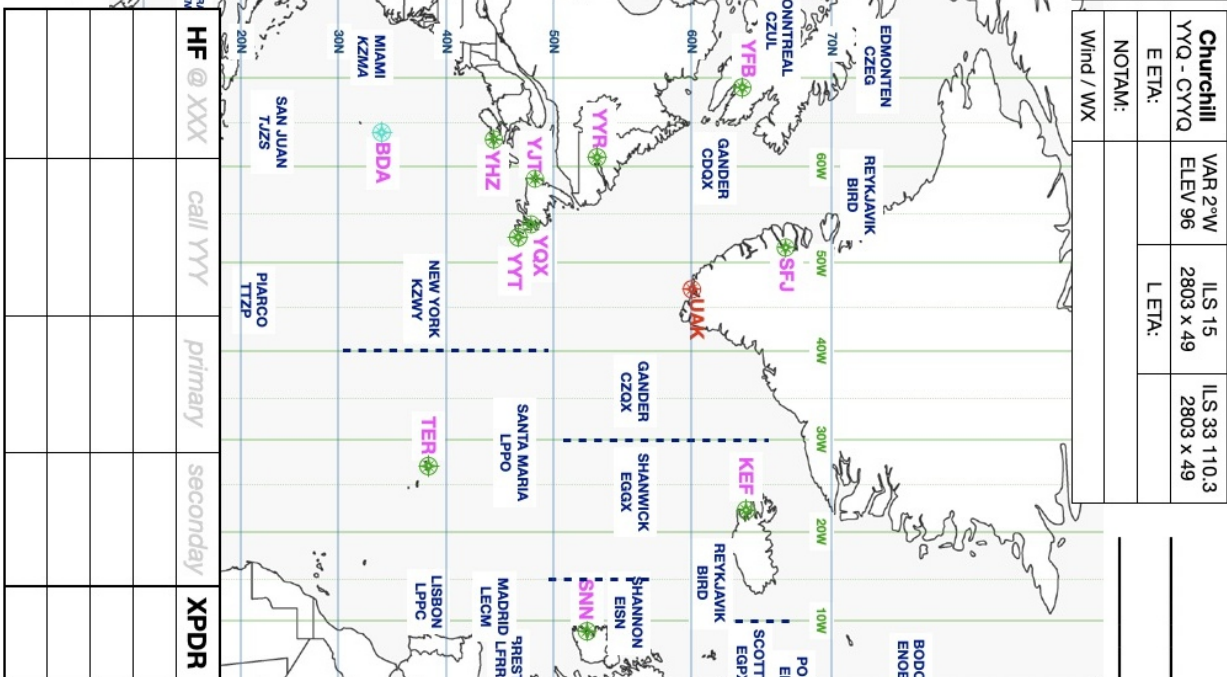 Churchill
YYQ - CYYQ
VAR 2°W
ELEV 96
ILS 15
2803 x 49
ILS 33 110.3
2803 x 49
E ETA:
L ETA:
NOTAM:
Wind / WX
EDMONTEN
CZEG
CZUL
70N
60N
50N
40N
30N
20N
YFB
MIAMI
KZMA
SAN JUAN
TJZS
BDA
YHZ
YJT
YYR
GANDER
CDQX
60W
REYKJAVIK
BIRD
YQX
YYT
SFJ
50W
UAK
NEW YORK
KZWY
PIARCO
TTZP
40W
GANDER
CZQX
SANTA MARIA
LPPO
TER
30W
SHANWICK
EGGX
KEF
20W
REYKJAVIK
BIRD
SHANNON
EISN
SNN
MADRID
LECM
LFRR
LISBON
LPPC
10W
HF @ XXX
call YYY
primary
seconday
XPDR